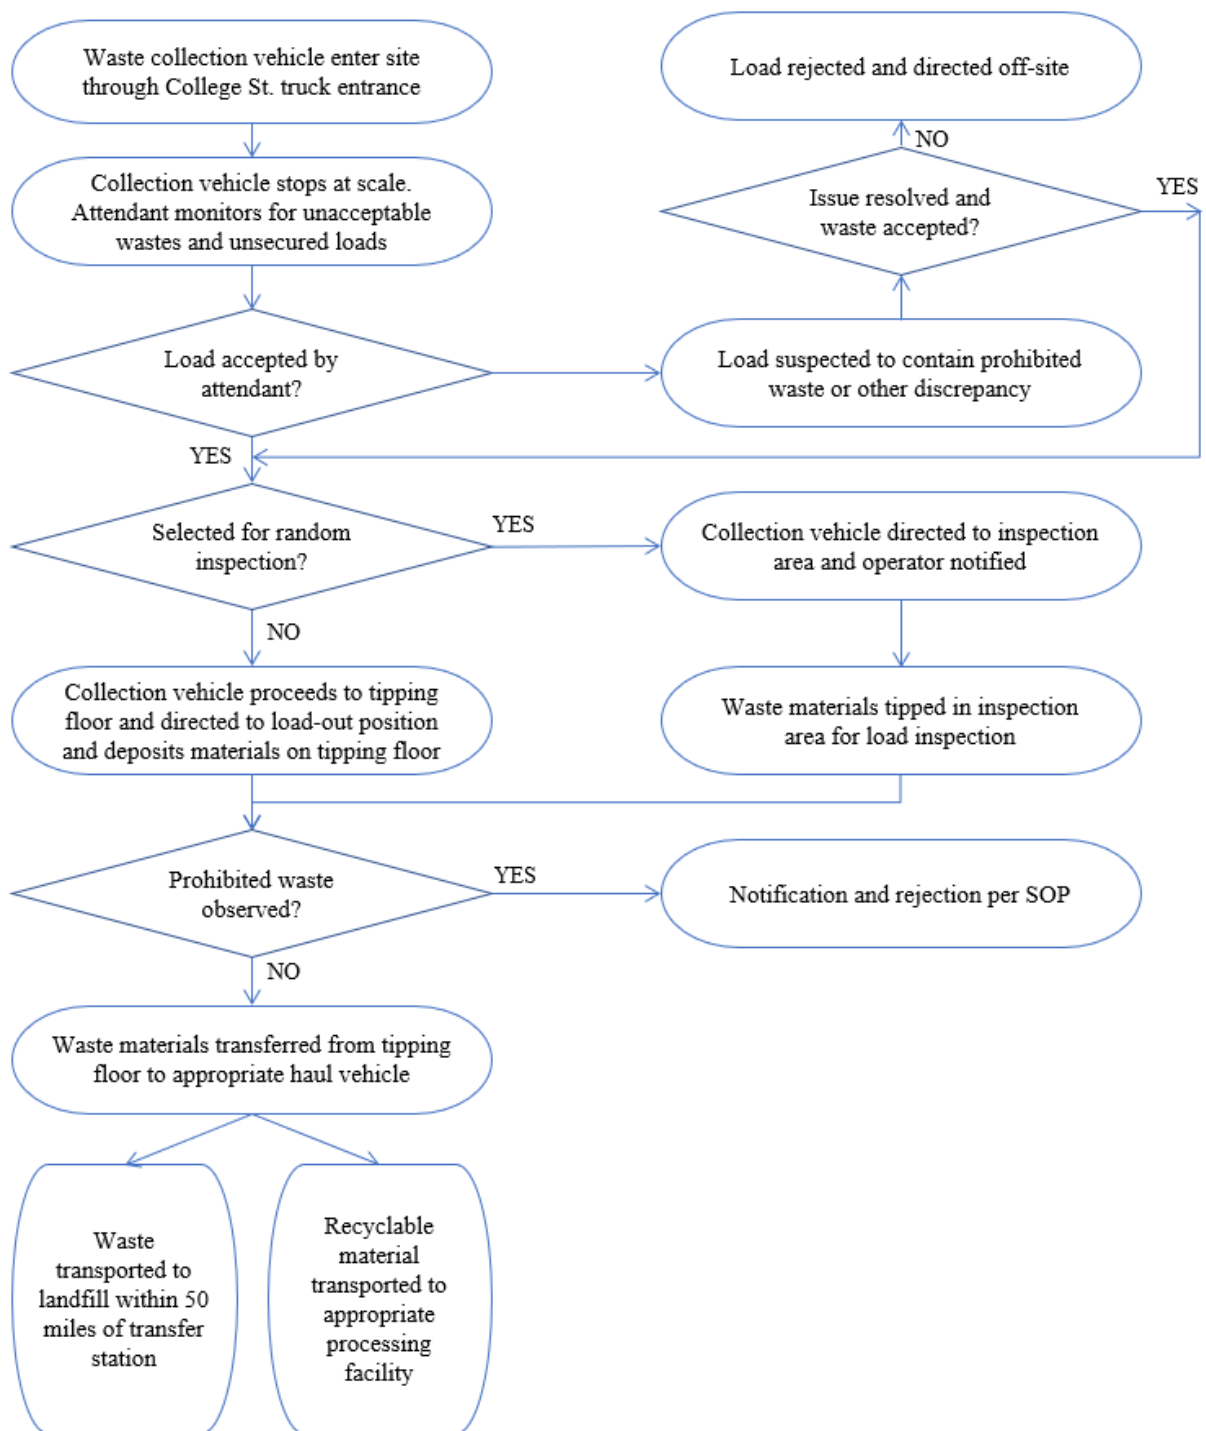 Waste collection vehicle enter site
through College St. truck entrance
Load rejected and directed off-site
NO
Collection vehicle stops at scale.
Attendant monitors for unacceptable
wastes and unsecured loads
Issue resolved and
waste accepted?
YES
Load accepted by
attendant?
Load suspected to contain prohibited
waste or other discrepancy
YES
Selected for random
inspection?
YES
Collection vehicle directed to inspection
area and operator notified
NO
Collection vehicle proceeds to tipping
floor and directed to load-out position
and deposits materials on tipping floor
Waste materials tipped in inspection
area for load inspection
Prohibited waste
observed?
YES
Notification and rejection per SOP
NO
Waste materials transferred from tipping
floor to appropriate haul vehicle
Waste
transported to
landfill within 50
miles of transfer
station
Recyclable
material
transported to
appropriate
processing
facility